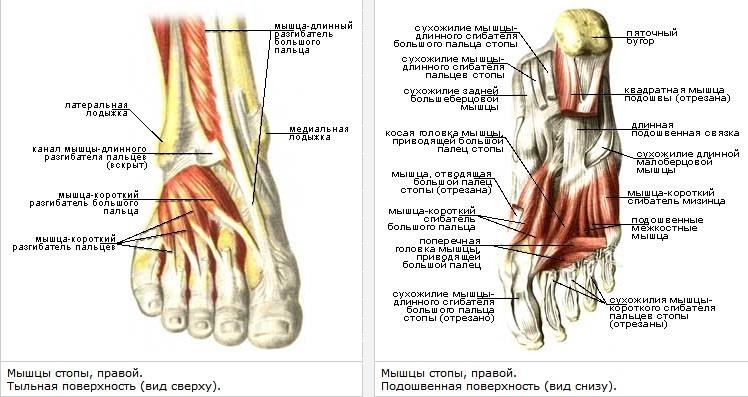 мышца-длинный
разгибатель
большого
пальца
латеральная
лодыжка
медиальная
лодыжка
канал мышцы-длинного
разгибателя пальцев
(вскрыт)
мышца-короткий
разгибатель большого
пальца
мышца-короткий
разгибатель пальцев
Мышцы стопы, правой.
Тыльная поверхность (вид сверху).
сухожилие мышцы-
длинного сгибателя
большого пальца стопы
сухожилие мышцы-
длинного сгибателя
пальцев стопы
сухожилие задней
большеберцовой
мышцы
косая головка мышцы,
приводящей большой
палец стопы
мышца, отводящая
большой палец
стопы (отрезана)
мышца-короткий
сгибатель
большого пальца
поперечная
головка мышцы,
приводящей
большой палец
сухожилие мышцы-
длинного сгибателя
большого пальца
стопы (отрезано)
пяточный
бугор
квадратная мышца
подошвы (отрезана)
длинная
подошвенная связка
сухожилие длинной
малоберцовой
мышцы
мышца-короткий
сгибатель мизинца
подошвенные
межкостные
мышца
сухожилия мышцы-
короткого сгибателя
пальцев стопы
(отрезаны)
Мышцы стопы, правой.
Подошвенная поверхность (вид снизу).